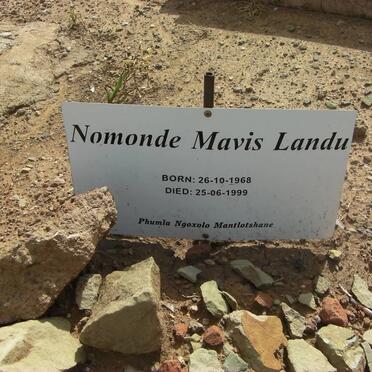 Nomonde Mavis Landu
BORN: 26-10-1968
DIED: 25-06-1999
Phumla Ngoxolo Mantlotshane